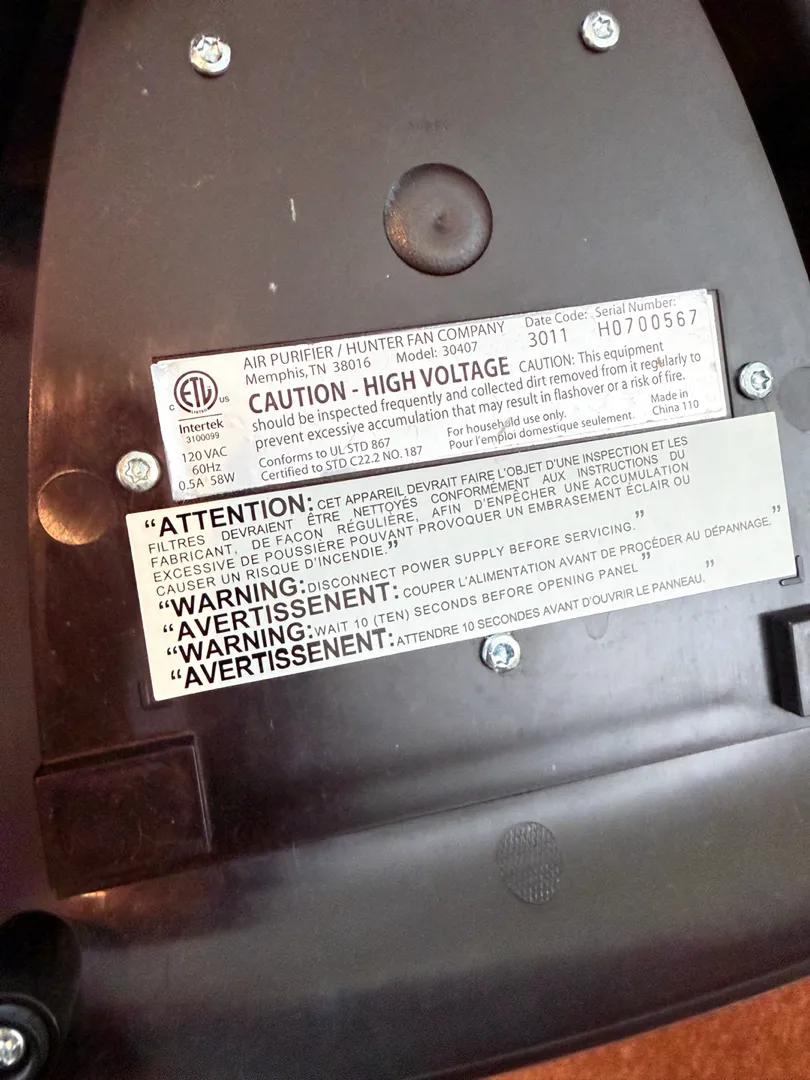 AIR PURIFIER / HUNTER FAN COMPANY
Memphis, TN 38016 Model: 30407
Date Code:
3011
Serial Number:
H0700567
C ETL US
LISTED
Intertek
3100099
120 VAC
60Hz
0.5A 58W
CAUTION - HIGH VOLTAGE CAUTION: This equipment
should be inspected frequently and collected dirt removed from it regularly to
prevent excessive accumulation that may result in flashover or a risk of fire.
Conforms to UL STD 867
Certified to STD C22.2 NO. 187
For household use only.
Pour l'emploi domestique seulement.
Made in
China 110
“ATTENTION: CET APPAREIL DEVRAIT FAIRE L'OBJET D'UNE INSPECTION ET LES
FILTRES DEVRAIENT ÊTRE NETTOYÉS CONFORMÉMENT AUX INSTRUCTIONS DU
FABRICANT, DE FACON RÉGULIÈRE, AFIN D'ENPÊCHER UNE ACCUMULATION
EXCESSIVE DE POUSSIÈRE POUVANT PROVOQUER UN EMBRASEMENT ÉCLAIR OU
CAUSER UN RISQUE D'INCENDIE.”
“WARNING: DISCONNECT POWER SUPPLY BEFORE SERVICING.”
“AVERTISSENENT: COUPER L'ALIMENTATION AVANT DE PROCÉDER AU DÉPANNAGE.”
“WARNING: WAIT 10 (TEN) SECONDS BEFORE OPENING PANEL”
“AVERTISSENENT: ATTENDRE 10 SECONDES AVANT D'OUVRIR LE PANNEAU.”